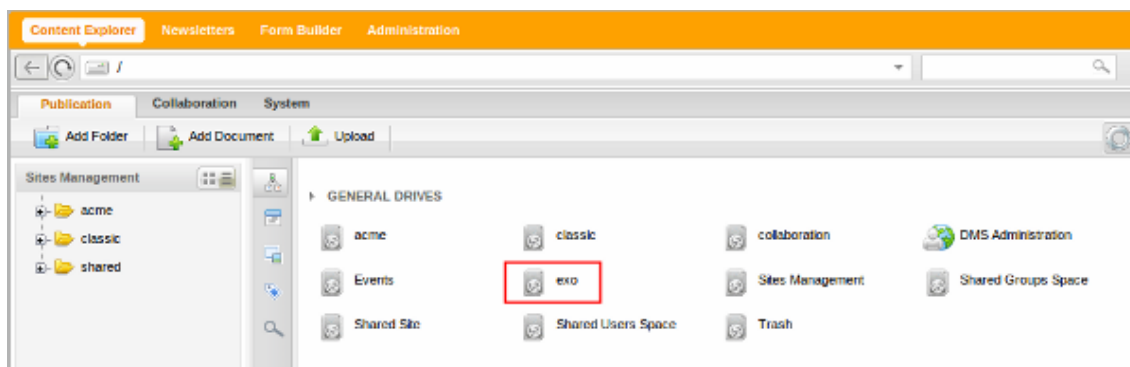 Content Explorer Newsletters Form Builder Administration
/
Publication Collaboration System
Add Folder Add Document Upload
Sites Management
acme
classic
shared
GENERAL DRIVES
acme classic collaboration DMS Administration
Events exo Sites Management Shared Groups Space
Shared Site Shared Users Space Trash